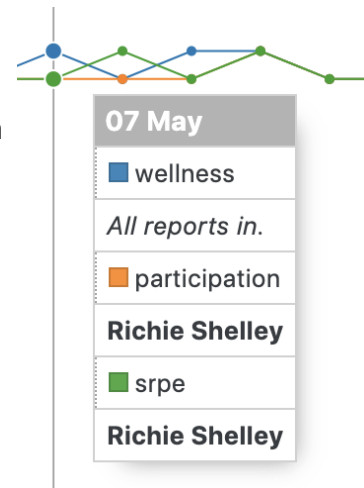 07 May
wellness
All reports in.
participation
Richie Shelley
srpe
Richie Shelley